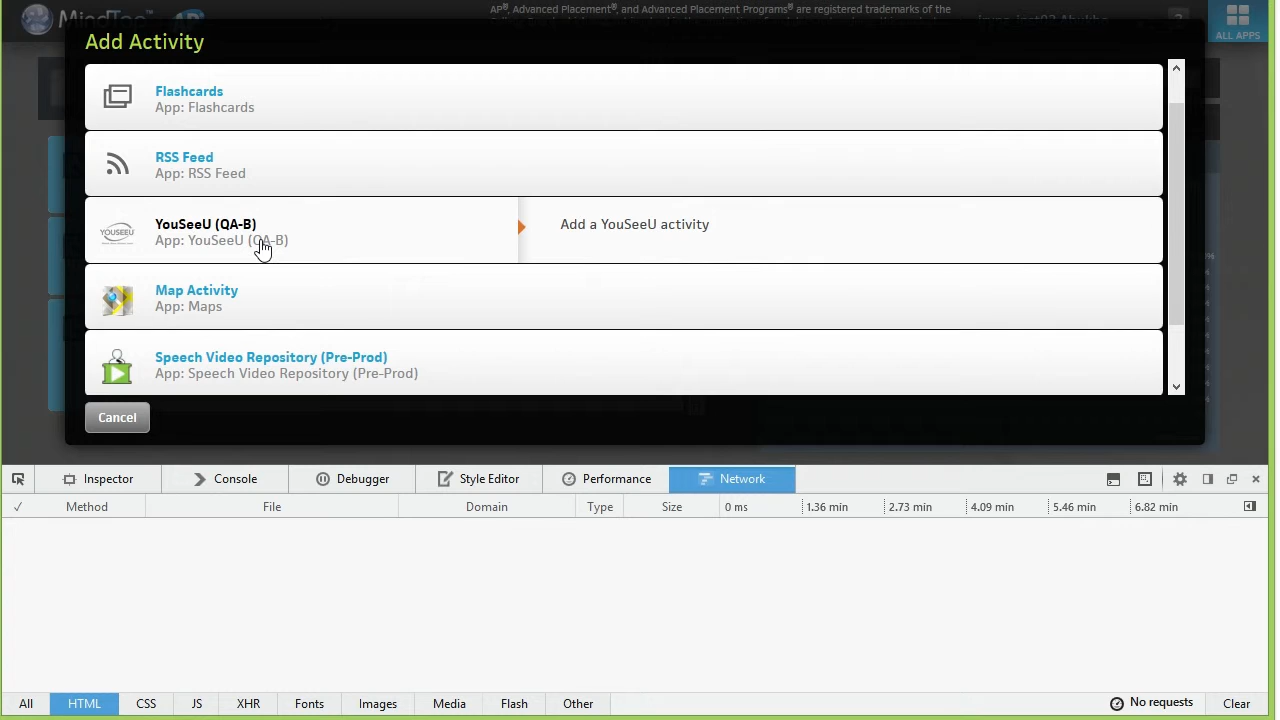 MindTap
AP®, Advanced Placement®, and Advanced Placement Programs® are registered trademarks of the
ALL APPS
Add Activity
Flashcards
App: Flashcards
RSS Feed
App: RSS Feed
YOUSEEU
YouSeeU (QA-B)
App: YouSeeU (QA-B)
Add a YouSeeU activity
Map Activity
App: Maps
Speech Video Repository (Pre-Prod)
App: Speech Video Repository (Pre-Prod)
Cancel
Inspector Console Debugger Style Editor Performance Network
✓ Method File Domain Type Size 0 ms 1.36 min 2.73 min 4.09 min 5.46 min 6.82 min
All HTML CSS JS XHR Fonts Images Media Flash Other No requests Clear